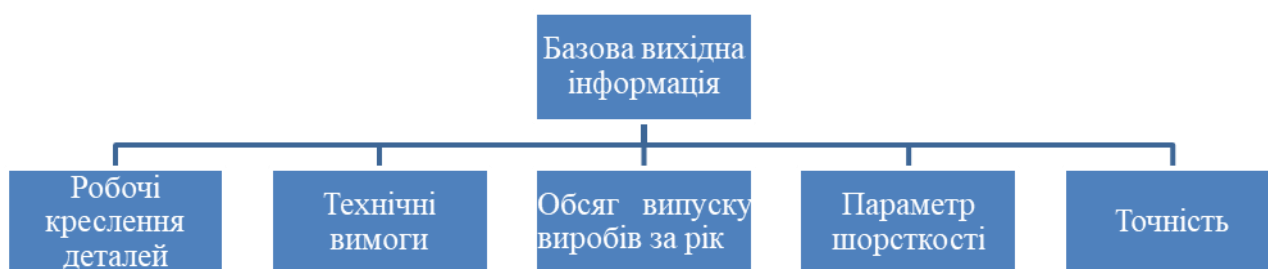 Базова вихідна
інформація
Робочі
креслення
деталей
Технічні
вимоги
Обсяг випуску
виробів за рік
Параметр
шорсткості
Точність